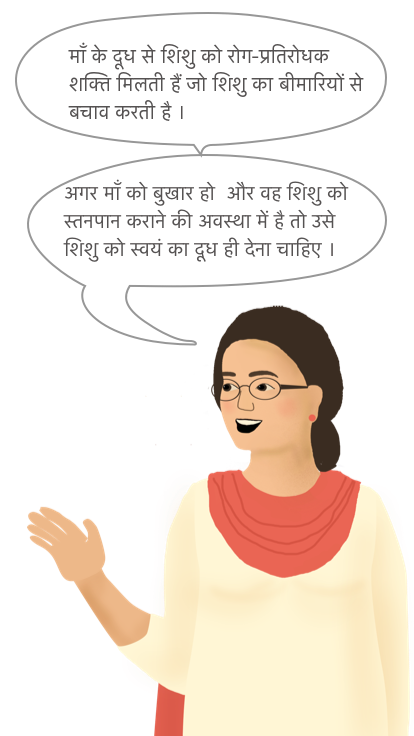 माँ के दूध से शिशु को रोग-प्रतिरोधक
शक्ति मिलती हैं जो शिशु का बीमारियों से
बचाव करती है ।
अगर माँ को बुखार हो और वह शिशु को
स्तनपान कराने की अवस्था में है तो उसे
शिशु को स्वयं का दूध ही देना चाहिए ।